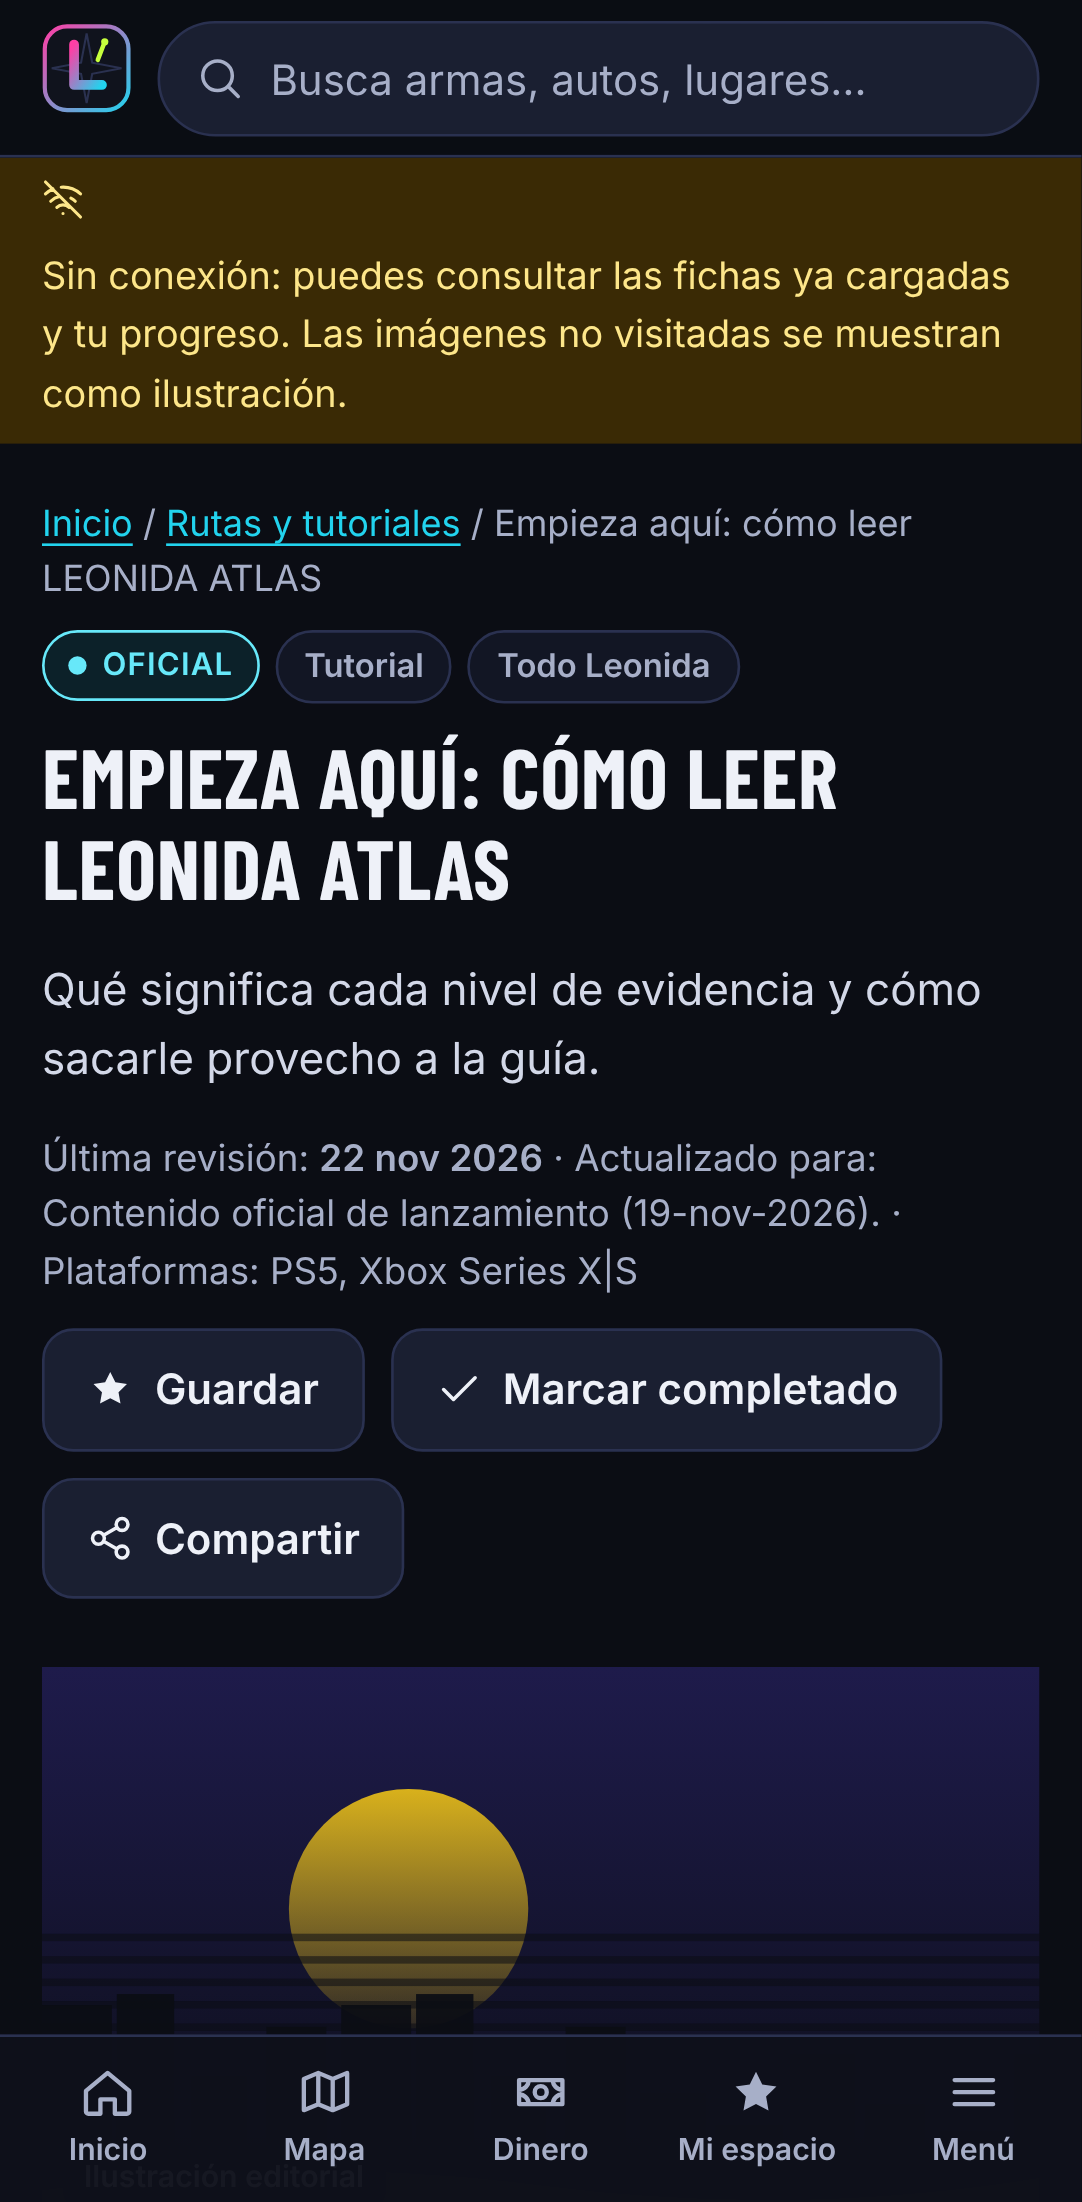 Busca armas, autos, lugares...
Sin conexión: puedes consultar las fichas ya cargadas
y tu progreso. Las imágenes no visitadas se muestran
como ilustración.
Inicio / Rutas y tutoriales / Empieza aquí: cómo leer
LEONIDA ATLAS
OFICIAL Tutorial Todo Leonida
EMPIEZA AQUÍ: CÓMO LEER
LEONIDA ATLAS
Qué significa cada nivel de evidencia y cómo
sacarle provecho a la guía.
Última revisión: 22 nov 2026 · Actualizado para:
Contenido oficial de lanzamiento (19-nov-2026). ·
Plataformas: PS5, Xbox Series X|S
Guardar Marcar completado
Compartir
Inicio Mapa Dinero Mi espacio Menú
Ilustración editorial